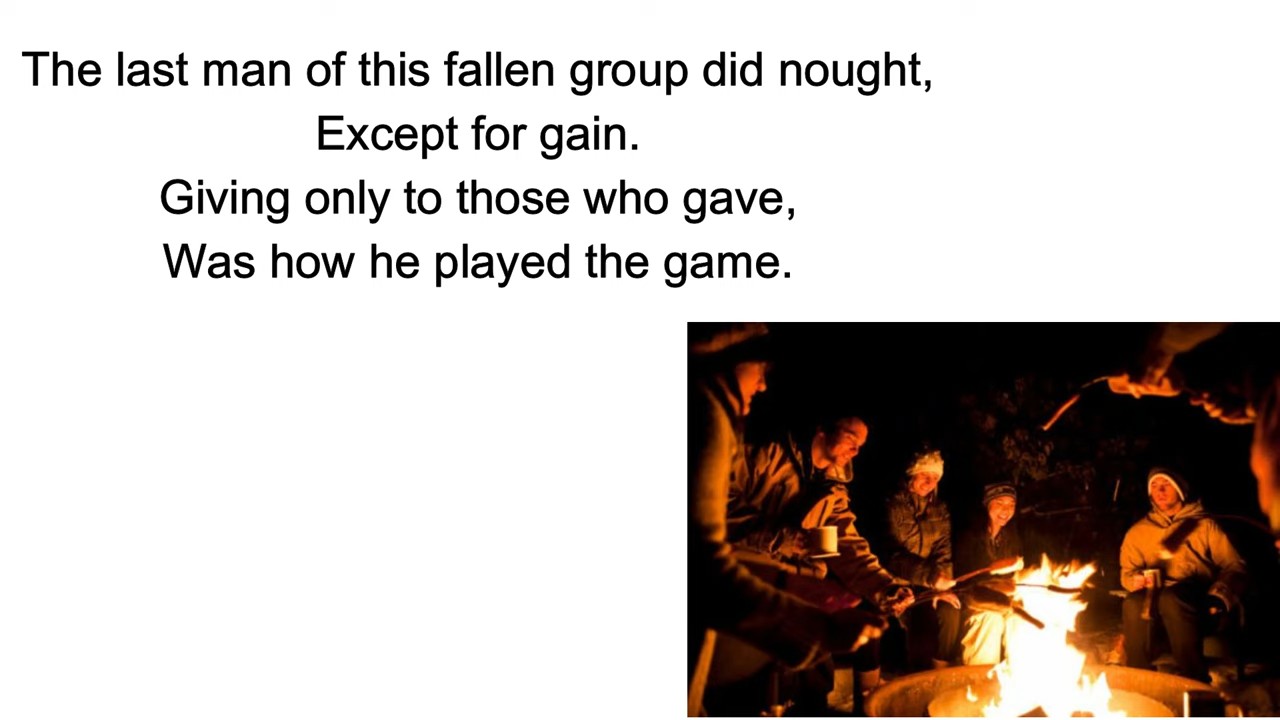 The last man of this fallen group did nought,
Except for gain.
Giving only to those who gave,
Was how he played the game.